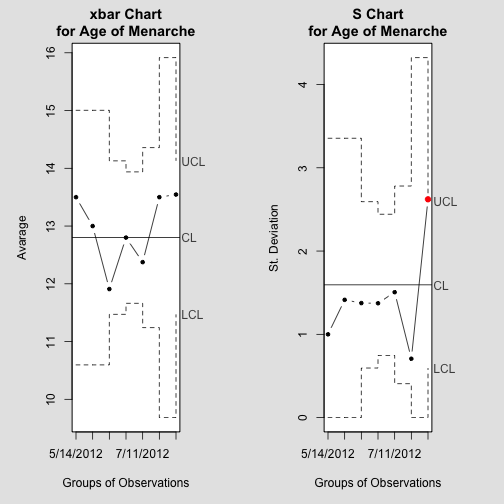 xbar Chart
for Age of Menarche
Avarage
16
15
14
13
12
11
10
UCL
CL
LCL
5/14/2012 7/11/2012
Groups of Observations
S Chart
for Age of Menarche
St. Deviation
4
3
2
1
0
UCL
CL
LCL
5/14/2012 7/11/2012
Groups of Observations